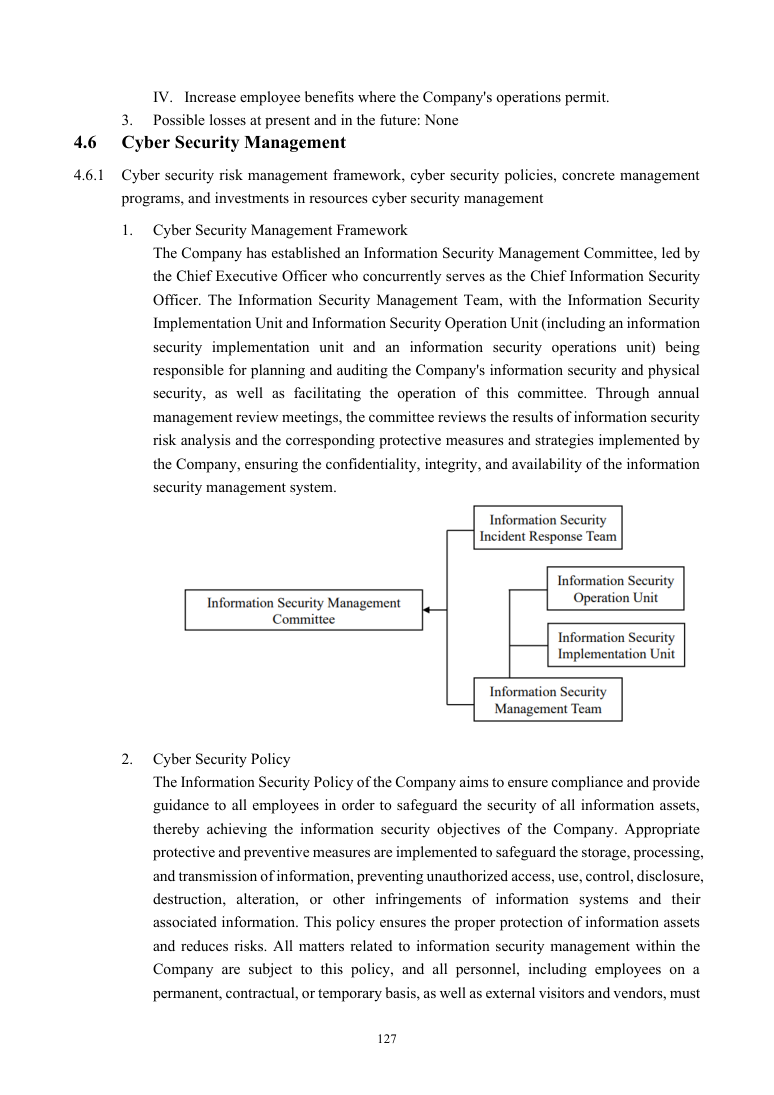 IV. Increase employee benefits where the Company's operations permit.
3. Possible losses at present and in the future: None
4.6 Cyber Security Management
4.6.1 Cyber security risk management framework, cyber security policies, concrete management
programs, and investments in resources cyber security management
1. Cyber Security Management Framework
The Company has established an Information Security Management Committee, led by
the Chief Executive Officer who concurrently serves as the Chief Information Security
Officer. The Information Security Management Team, with the Information Security
Implementation Unit and Information Security Operation Unit (including an information
security implementation unit and an information security operations unit) being
responsible for planning and auditing the Company's information security and physical
security, as well as facilitating the operation of this committee. Through annual
management review meetings, the committee reviews the results of information security
risk analysis and the corresponding protective measures and strategies implemented by
the Company, ensuring the confidentiality, integrity, and availability of the information
security management system.
Information Security
Incident Response Team
Information Security
Operation Unit
Information Security Management
Committee
Information Security
Implementation Unit
Information Security
Management Team
2. Cyber Security Policy
The Information Security Policy of the Company aims to ensure compliance and provide
guidance to all employees in order to safeguard the security of all information assets,
thereby achieving the information security objectives of the Company. Appropriate
protective and preventive measures are implemented to safeguard the storage, processing,
and transmission of information, preventing unauthorized access, use, control, disclosure,
destruction, alteration, or other infringements of information systems and their
associated information. This policy ensures the proper protection of information assets
and reduces risks. All matters related to information security management within the
Company are subject to this policy, and all personnel, including employees on a
permanent, contractual, or temporary basis, as well as external visitors and vendors, must
127